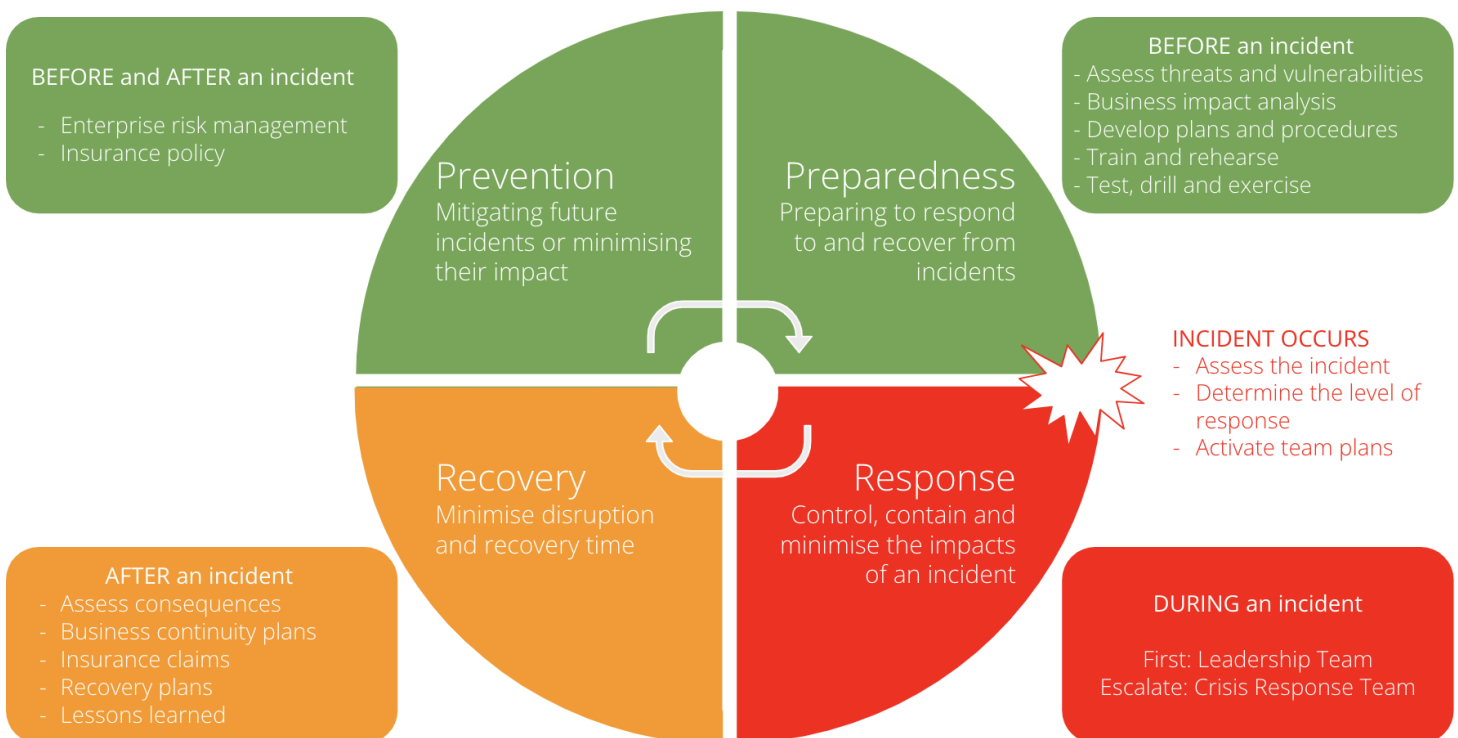 BEFORE and AFTER an incident
- Enterprise risk management
- Insurance policy
Prevention
Mitigating future
incidents or minimising
their impact
Preparedness
Preparing to respond
to and recover from
incidents
BEFORE an incident
- Assess threats and vulnerabilities
- Business impact analysis
- Develop plans and procedures
- Train and rehearse
- Test, drill and exercise
INCIDENT OCCURS
- Assess the incident
- Determine the level of
response
- Activate team plans
Recovery
Minimise disruption
and recovery time
Response
Control, contain and
minimise the impacts
of an incident
AFTER an incident
- Assess consequences
- Business continuity plans
- Insurance claims
- Recovery plans
- Lessons learned
DURING an incident
First: Leadership Team
Escalate: Crisis Response Team